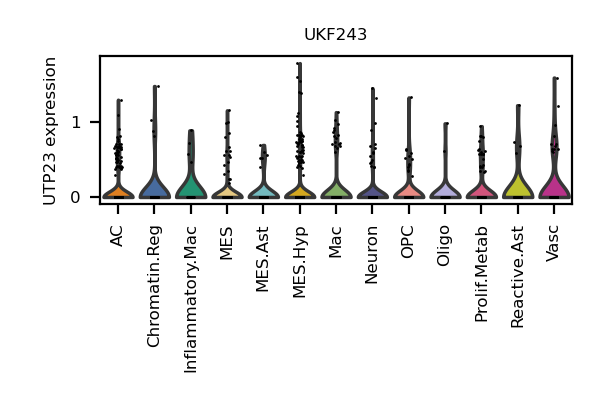 UKF243
UTP23 expression
1
0
AC
Chromatin.Reg
Inflammatory.Mac
MES
MES.Ast
MES.Hyp
Mac
Neuron
OPC
Oligo
Prolif.Metab
Reactive.Ast
Vasc